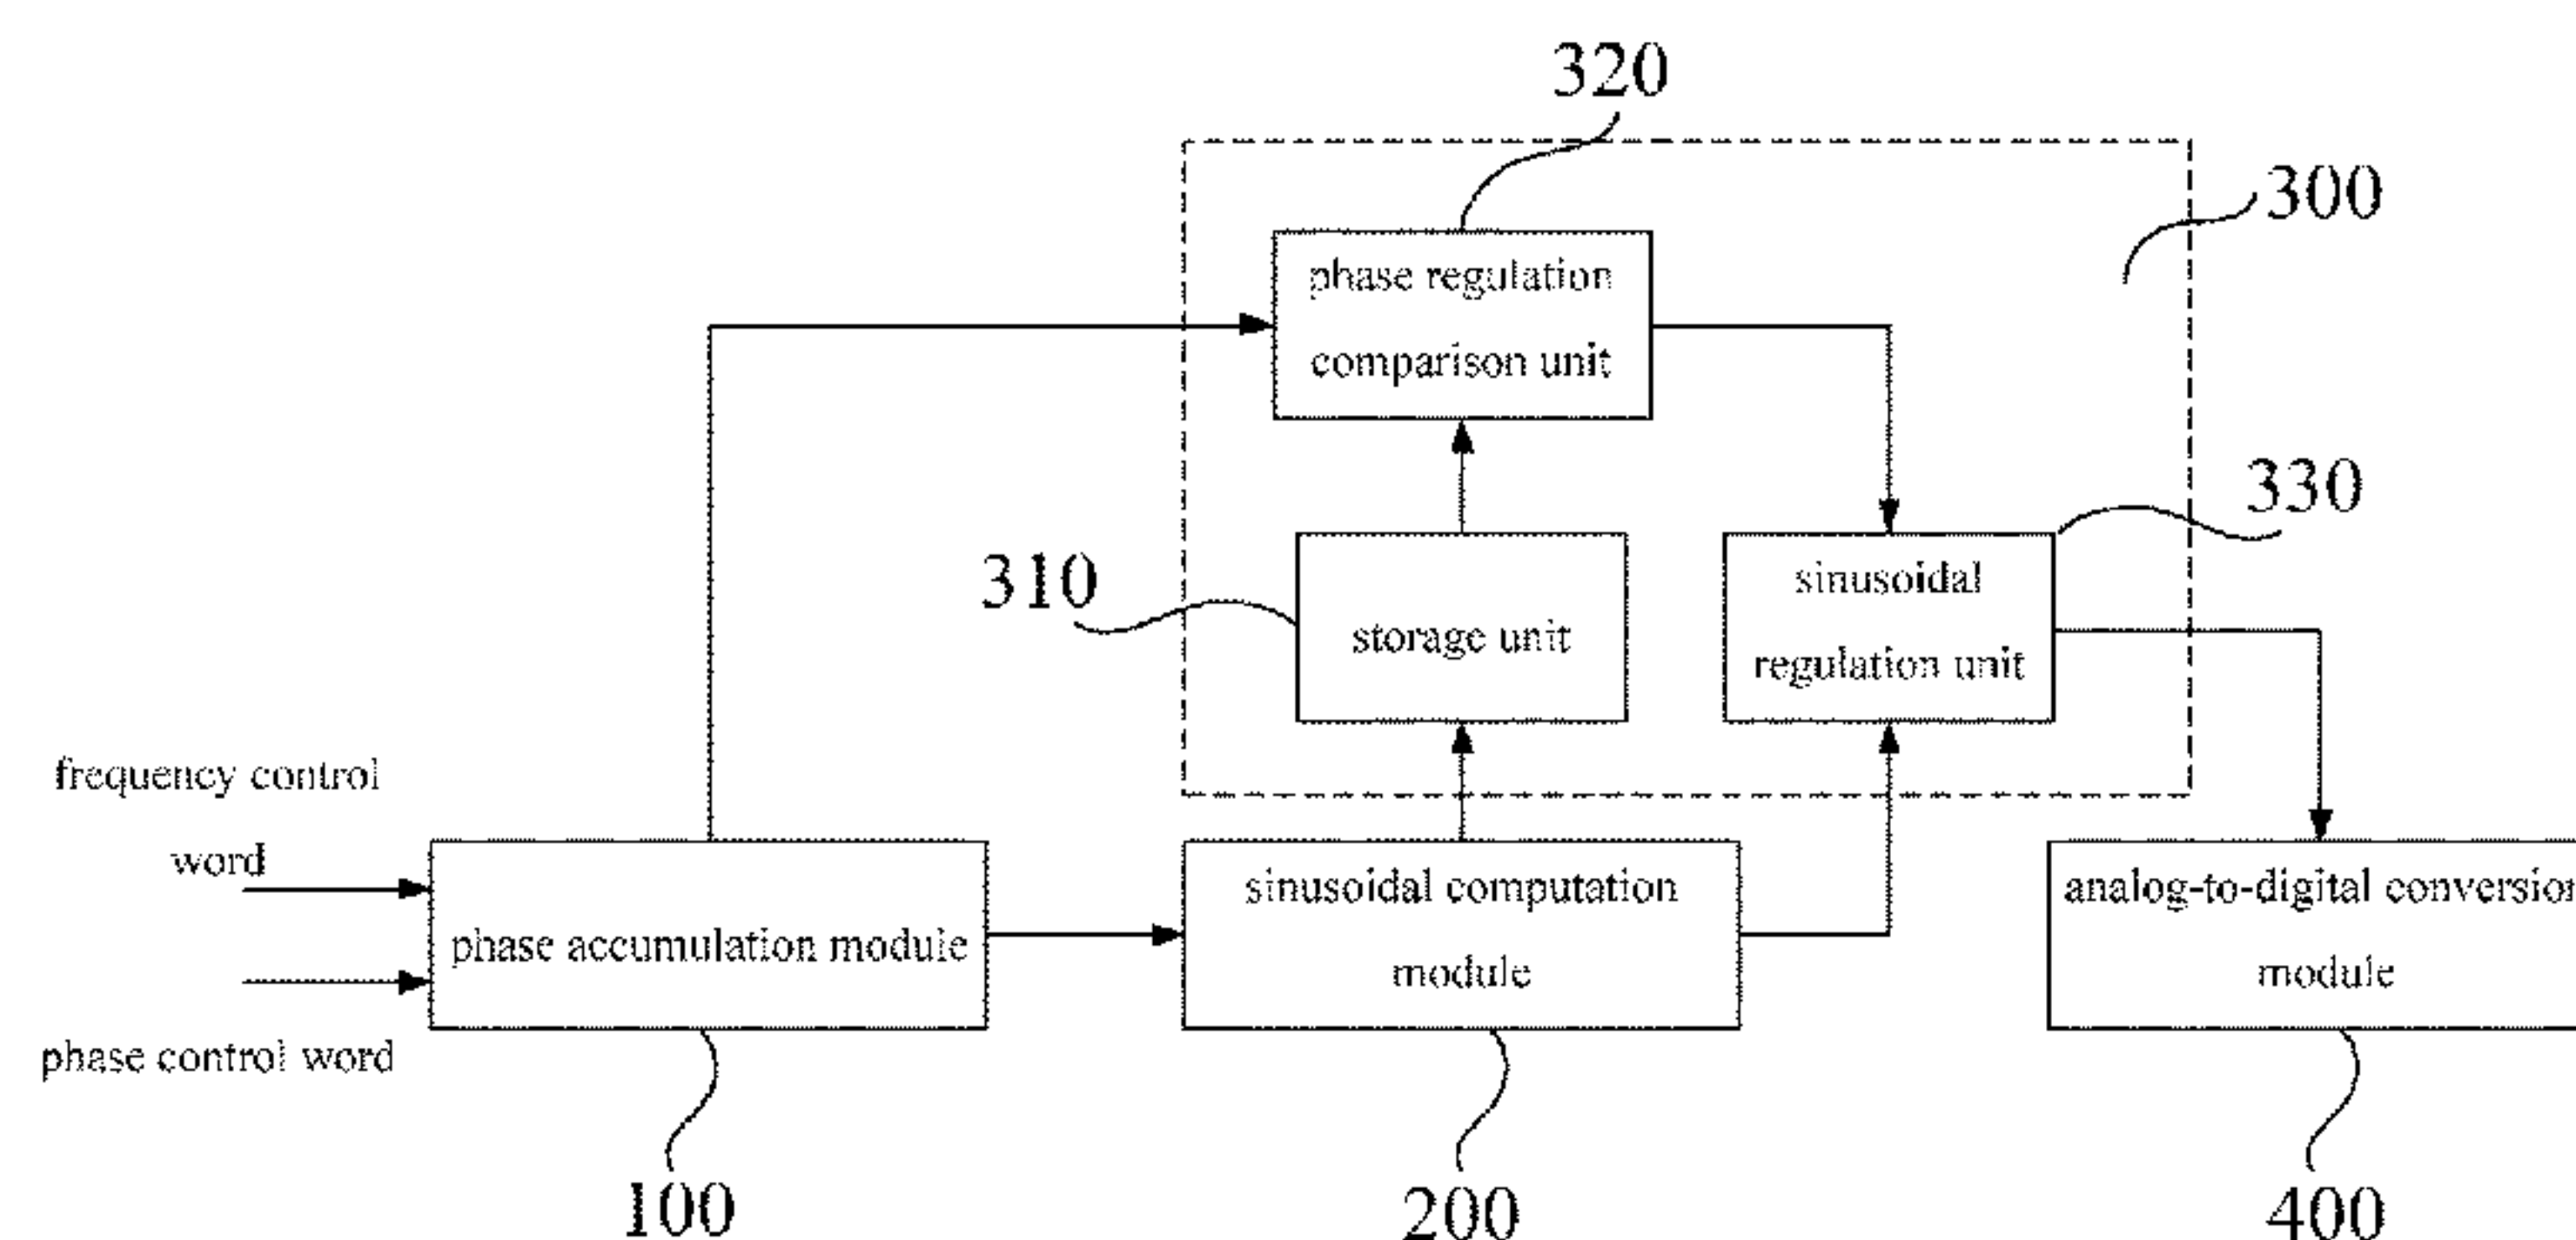 320
300
phase regulation
comparison unit
330
310
sinusoidal
regulation unit
storage unit
frequency control
word
phase control word
phase accumulation module
sinusoidal computation
module
analog-to-digital conversion
module
100
200
400